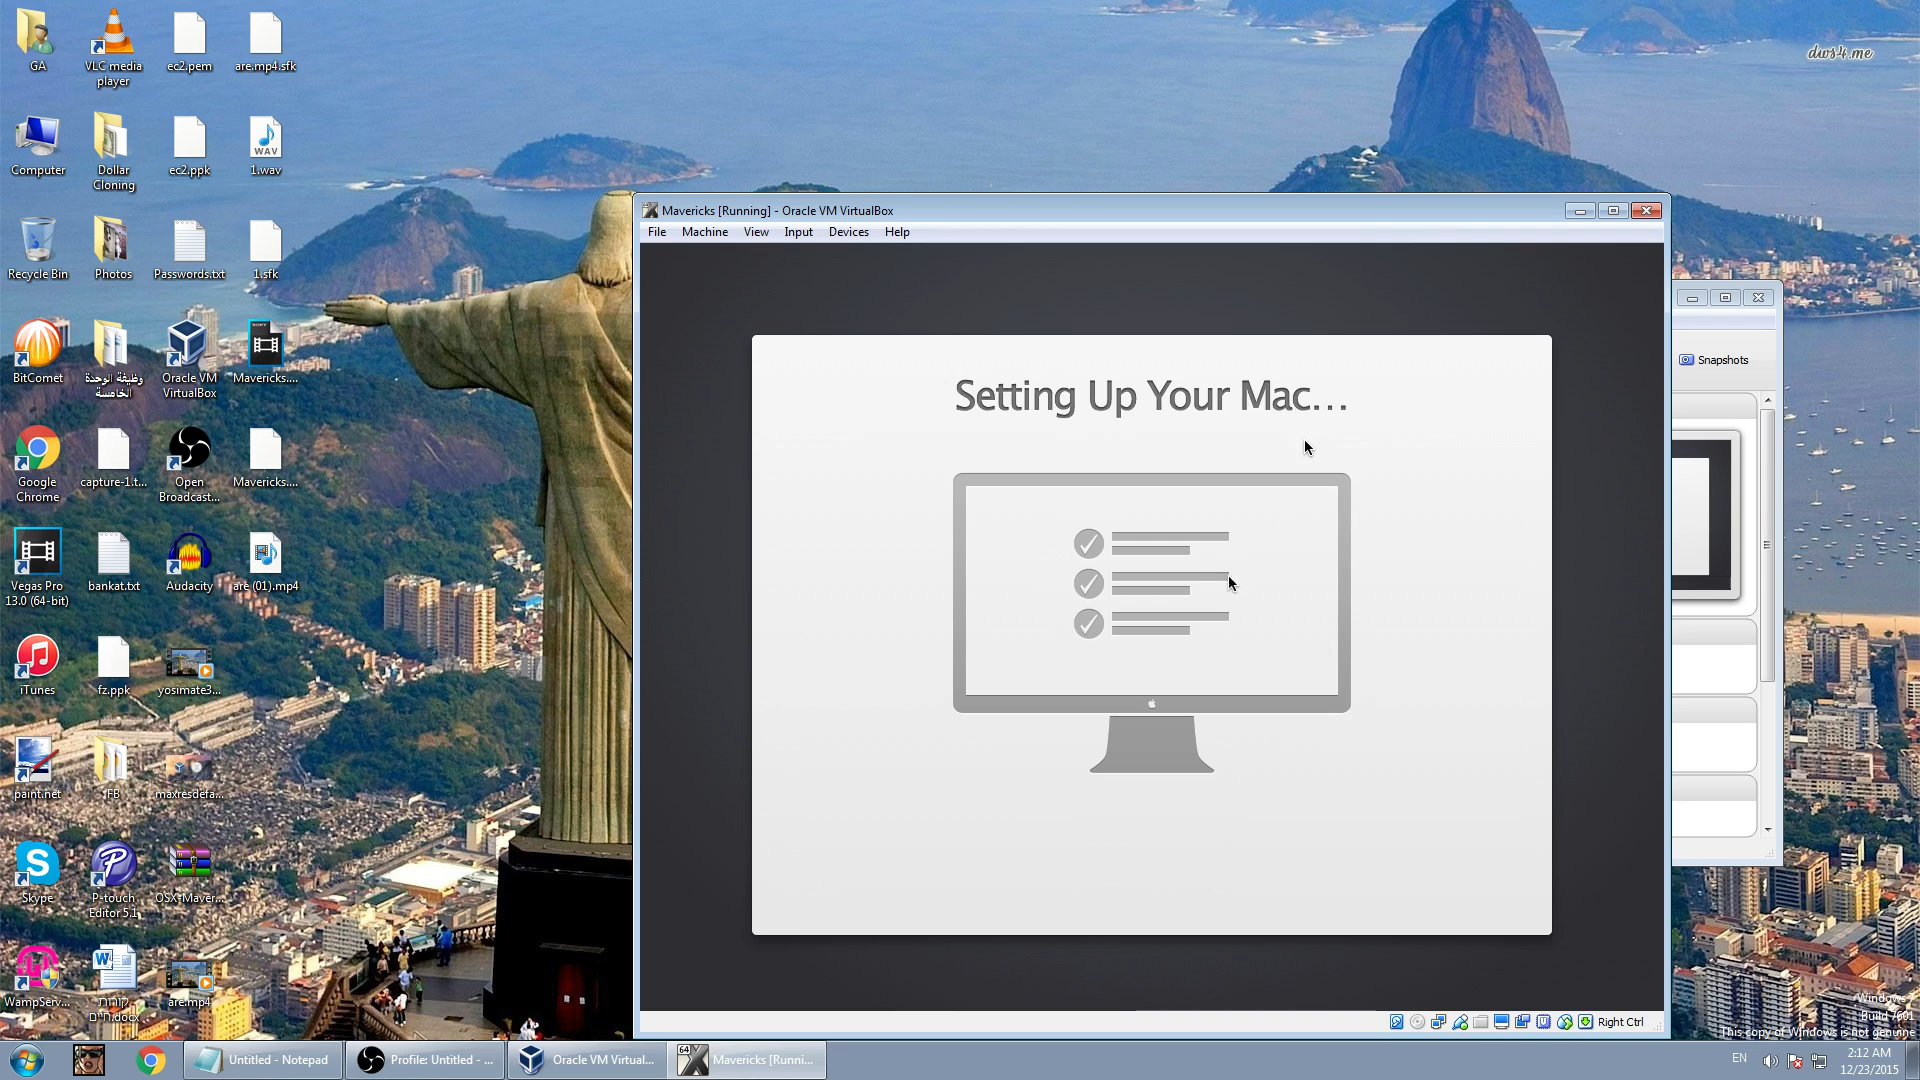 GA
VLC media
player
ec2.pem
are.mp4.sfk
dws4.me
Computer
Dollar
Cloning
ec2.ppk
WAV
1.wav
Recycle Bin
Photos
Passwords.txt
1.sfk
BitComet
وظيفة الوحدة
الخامسة
Oracle VM
VirtualBox
SONY
Mavericks....
Google
Chrome
capture-1.t...
Open
Broadcast...
Mavericks....
Vegas Pro
13.0 (64-bit)
bankat.txt
Audacity
are (01).mp4
iTunes
fz.ppk
yosimate3...
paint.net
FB
maxresdefa...
Skype
P-touch
Editor 5.1
OSX-Maver...
WampServ...
קורות
חיים.docx
are.mp4
Mavericks [Running] - Oracle VM VirtualBox
File Machine View Input Devices Help
Setting Up Your Mac...
Right Ctrl
Snapshots
Windows 7
Build 7601
This copy of Windows is not genuine
Untitled - Notepad
Profile: Untitled - ...
Oracle VM Virtual...
64
Mavericks [Runni...
EN
2:12 AM
12/23/2015